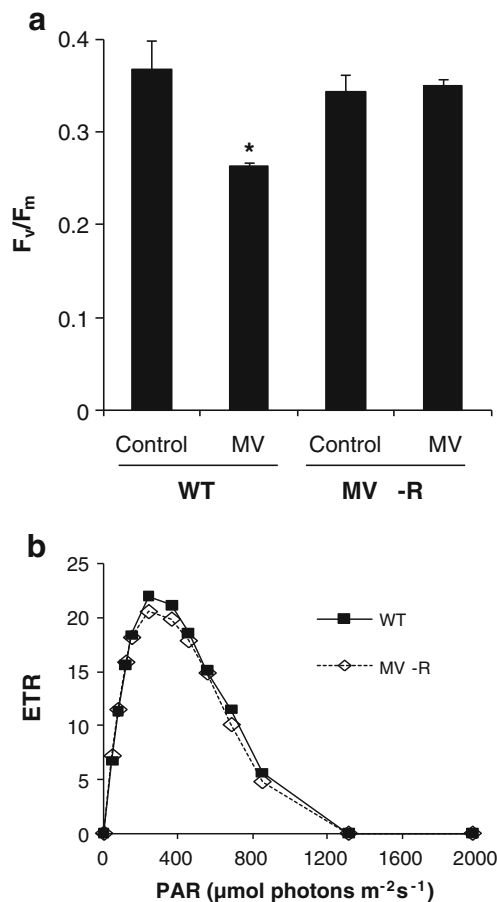 a
0.4
0.3
0.2
0.1
0
Fv/Fm
*
Control MV Control MV
WT MV -R
b
25
20
15
10
5
0
ETR
WT
MV -R
0 400 800 1200 1600 2000
PAR (µmol photons m⁻²s⁻¹)